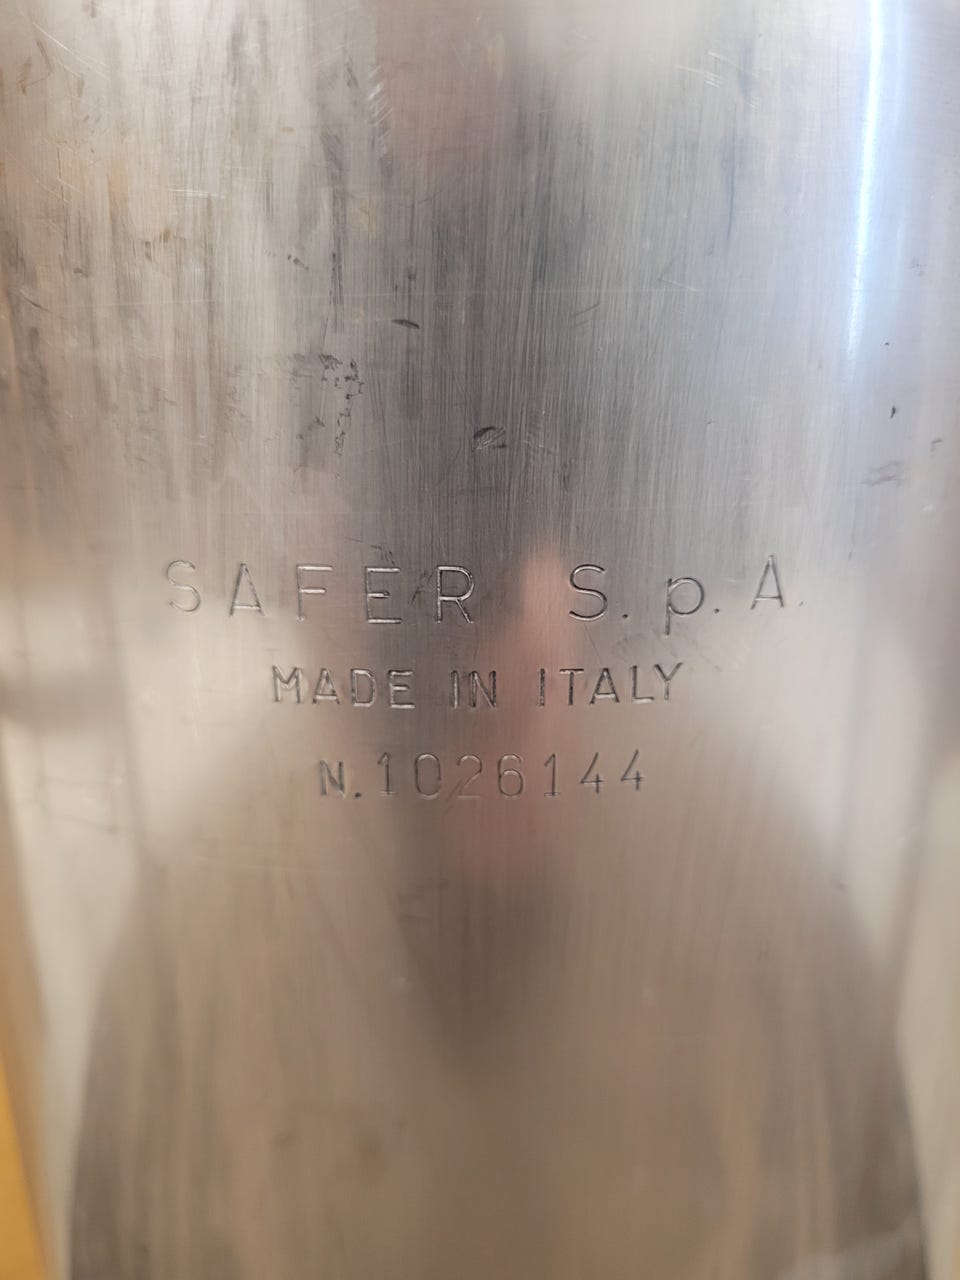 SAFER S.p.A.
MADE IN ITALY
N.1026144